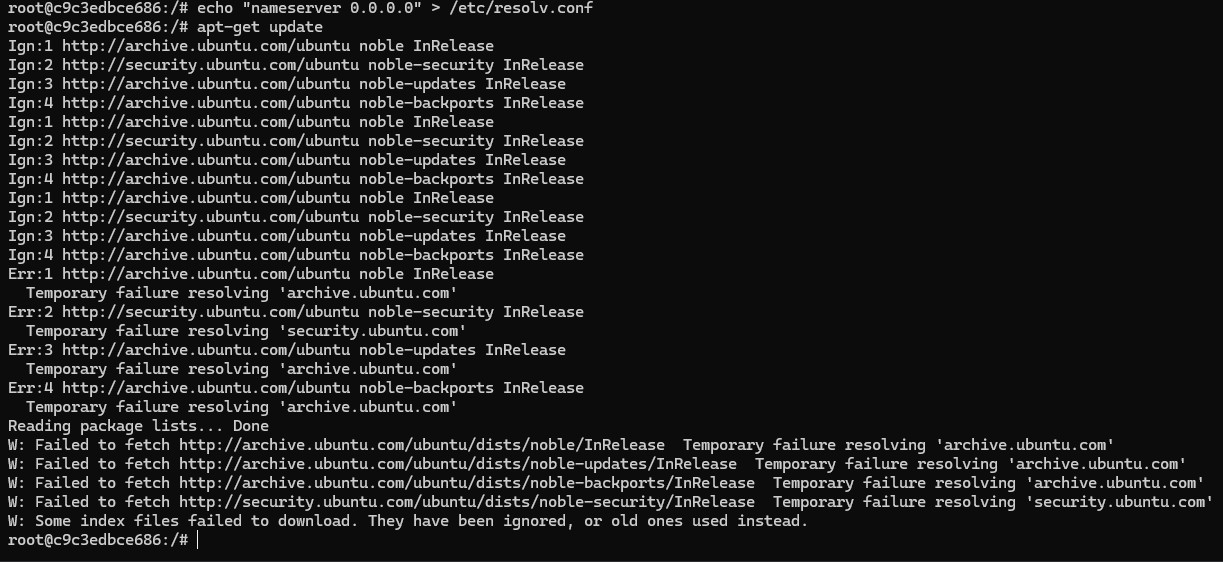 root@c9c3edbce686:/# echo "nameserver 0.0.0.0" > /etc/resolv.conf
root@c9c3edbce686:/# apt-get update
Ign:1 http://archive.ubuntu.com/ubuntu noble InRelease
Ign:2 http://security.ubuntu.com/ubuntu noble-security InRelease
Ign:3 http://archive.ubuntu.com/ubuntu noble-updates InRelease
Ign:4 http://archive.ubuntu.com/ubuntu noble-backports InRelease
Ign:1 http://archive.ubuntu.com/ubuntu noble InRelease
Ign:2 http://security.ubuntu.com/ubuntu noble-security InRelease
Ign:3 http://archive.ubuntu.com/ubuntu noble-updates InRelease
Ign:4 http://archive.ubuntu.com/ubuntu noble-backports InRelease
Ign:1 http://archive.ubuntu.com/ubuntu noble InRelease
Ign:2 http://security.ubuntu.com/ubuntu noble-security InRelease
Ign:3 http://archive.ubuntu.com/ubuntu noble-updates InRelease
Ign:4 http://archive.ubuntu.com/ubuntu noble-backports InRelease
Err:1 http://archive.ubuntu.com/ubuntu noble InRelease
  Temporary failure resolving 'archive.ubuntu.com'
Err:2 http://security.ubuntu.com/ubuntu noble-security InRelease
  Temporary failure resolving 'security.ubuntu.com'
Err:3 http://archive.ubuntu.com/ubuntu noble-updates InRelease
  Temporary failure resolving 'archive.ubuntu.com'
Err:4 http://archive.ubuntu.com/ubuntu noble-backports InRelease
  Temporary failure resolving 'archive.ubuntu.com'
Reading package lists... Done
W: Failed to fetch http://archive.ubuntu.com/ubuntu/dists/noble/InRelease  Temporary failure resolving 'archive.ubuntu.com'
W: Failed to fetch http://archive.ubuntu.com/ubuntu/dists/noble-updates/InRelease  Temporary failure resolving 'archive.ubuntu.com'
W: Failed to fetch http://archive.ubuntu.com/ubuntu/dists/noble-backports/InRelease  Temporary failure resolving 'archive.ubuntu.com'
W: Failed to fetch http://security.ubuntu.com/ubuntu/dists/noble-security/InRelease  Temporary failure resolving 'security.ubuntu.com'
W: Some index files failed to download. They have been ignored, or old ones used instead.
root@c9c3edbce686:/#